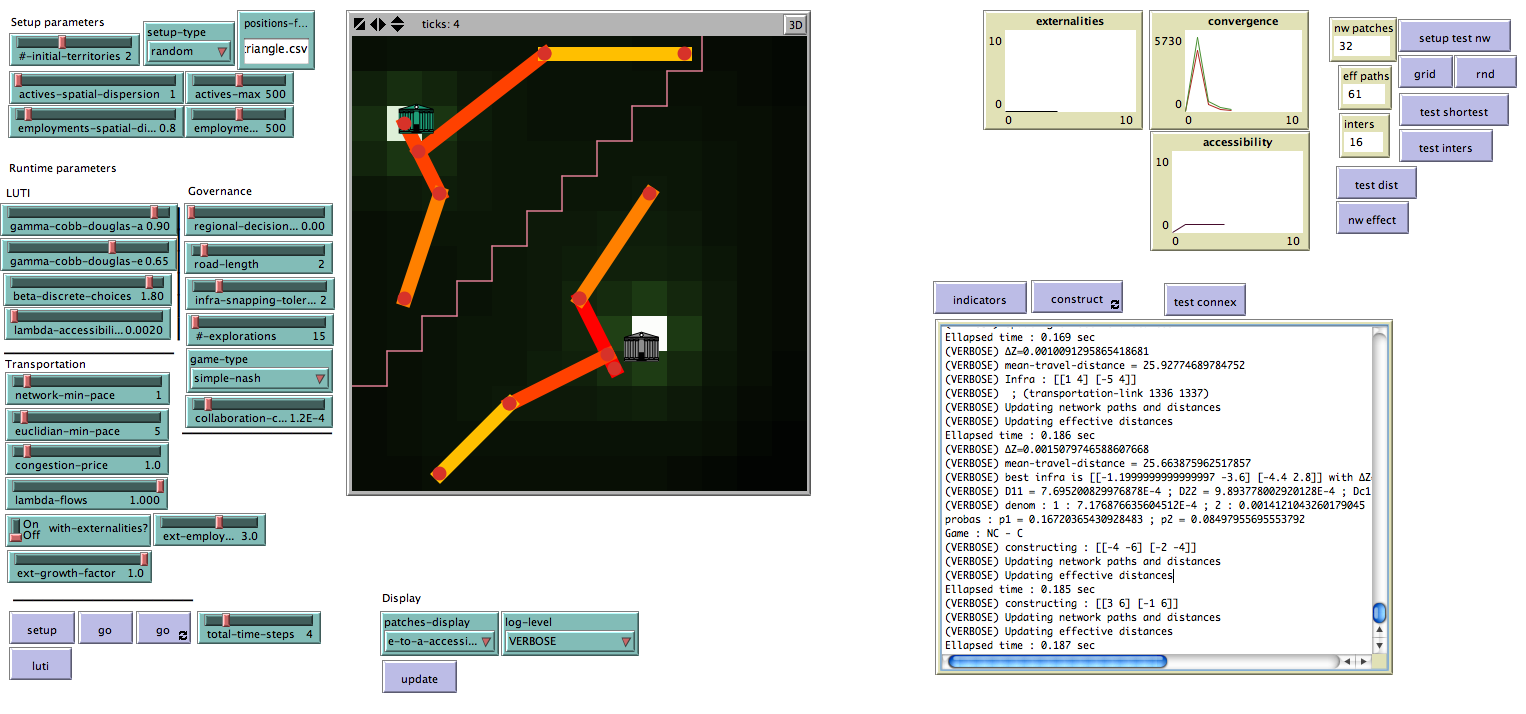 Setup parameters
#-initial-territories 2
setup-type
random
positions-f...
triangle.csv
actives-spatial-dispersion 1
actives-max 500
employments-spatial-di... 0.8
employme... 500
Runtime parameters
LUTI
gamma-cobb-douglas-a 0.90
gamma-cobb-douglas-e 0.65
beta-discrete-choices 1.80
lambda-accessibili... 0.0020
Governance
regional-decision... 0.00
road-length 2
infra-snapping-toler... 2
#-explorations 15
game-type
simple-nash
collaboration-c... 1.2E-4
Transportation
network-min-pace 1
euclidian-min-pace 5
congestion-price 1.0
lambda-flows 1.000
On
Off
with-externalities?
ext-employ... 3.0
ext-growth-factor 1.0
setup
go
go
total-time-steps 4
luti
ticks: 4
3D
Display
patches-display
e-to-a-accessi...
log-level
VERBOSE
update
externalities
10
0
0
10
convergence
5730
0
0
10
accessibility
10
0
0
10
nw patches
32
eff paths
61
inters
16
setup test nw
grid
rnd
test shortest
test inters
test dist
nw effect
indicators
construct
test connex
Ellapsed time : 0.169 sec
(VERBOSE) ΔZ=0.0010091295865418681
(VERBOSE) mean-travel-distance = 25.92774689784752
(VERBOSE) Infra : [[1 4] [-5 4]]
(VERBOSE)  ; (transportation-link 1336 1337)
(VERBOSE) Updating network paths and distances
(VERBOSE) Updating effective distances
Ellapsed time : 0.186 sec
(VERBOSE) ΔZ=0.0015079746588607668
(VERBOSE) mean-travel-distance = 25.663875962517857
(VERBOSE) best infra is [[-1.1999999999999997 -3.6] [-4.4 2.8]] with ΔZ
(VERBOSE) D11 = 7.695200829976878E-4 ; D22 = 9.893778002920128E-4 ; Dc1
(VERBOSE) denom : 1 : 7.176876635604512E-4 ; 2 : 0.0014121043260179045
probas : p1 = 0.16720365430928483 ; p2 = 0.08497955695553792
Game : NC - C
(VERBOSE) constructing : [[-4 -6] [-2 -4]]
(VERBOSE) Updating network paths and distances
(VERBOSE) Updating effective distances
Ellapsed time : 0.185 sec
(VERBOSE) constructing : [[3 6] [-1 6]]
(VERBOSE) Updating network paths and distances
(VERBOSE) Updating effective distances
Ellapsed time : 0.187 sec